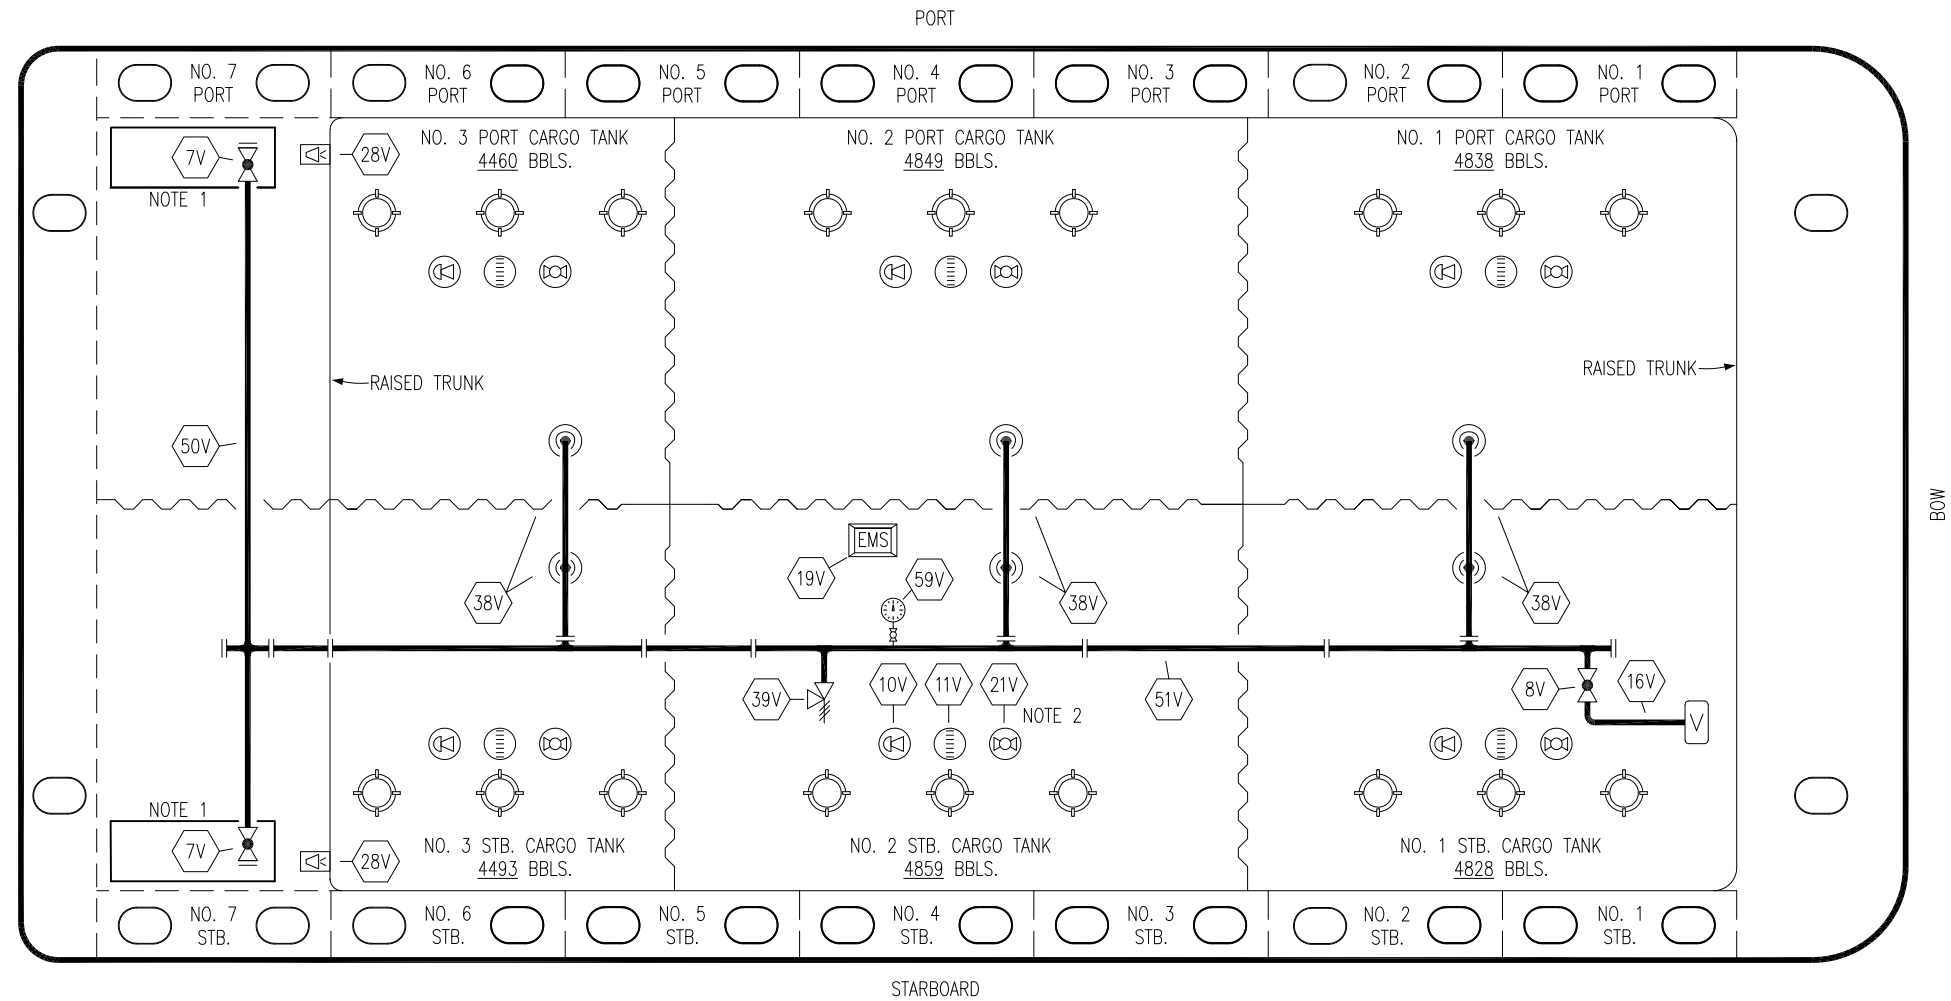 PORT
NO. 7
PORT
NO. 6
PORT
NO. 5
PORT
NO. 4
PORT
NO. 3
PORT
NO. 2
PORT
NO. 1
PORT
7V
NOTE 1
28V
NO. 3 PORT CARGO TANK
4460 BBLS.
NO. 2 PORT CARGO TANK
4849 BBLS.
NO. 1 PORT CARGO TANK
4838 BBLS.
RAISED TRUNK
RAISED TRUNK
50V
BOW
EMS
19V
59V
38V
38V
38V
39V
10V
11V
21V
NOTE 2
51V
8V
16V
V
NOTE 1
7V
28V
NO. 3 STB. CARGO TANK
4493 BBLS.
NO. 2 STB. CARGO TANK
4859 BBLS.
NO. 1 STB. CARGO TANK
4828 BBLS.
NO. 7
STB.
NO. 6
STB.
NO. 5
STB.
NO. 4
STB.
NO. 3
STB.
NO. 2
STB.
NO. 1
STB.
STARBOARD